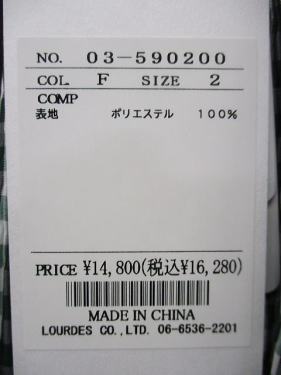 NO. 03-590200
COL. F SIZE 2
COMP
表地 ポリエステル 100%
PRICE ¥14,800(税込¥16,280)
MADE IN CHINA
LOURDES CO.,LTD. 06-6536-2201